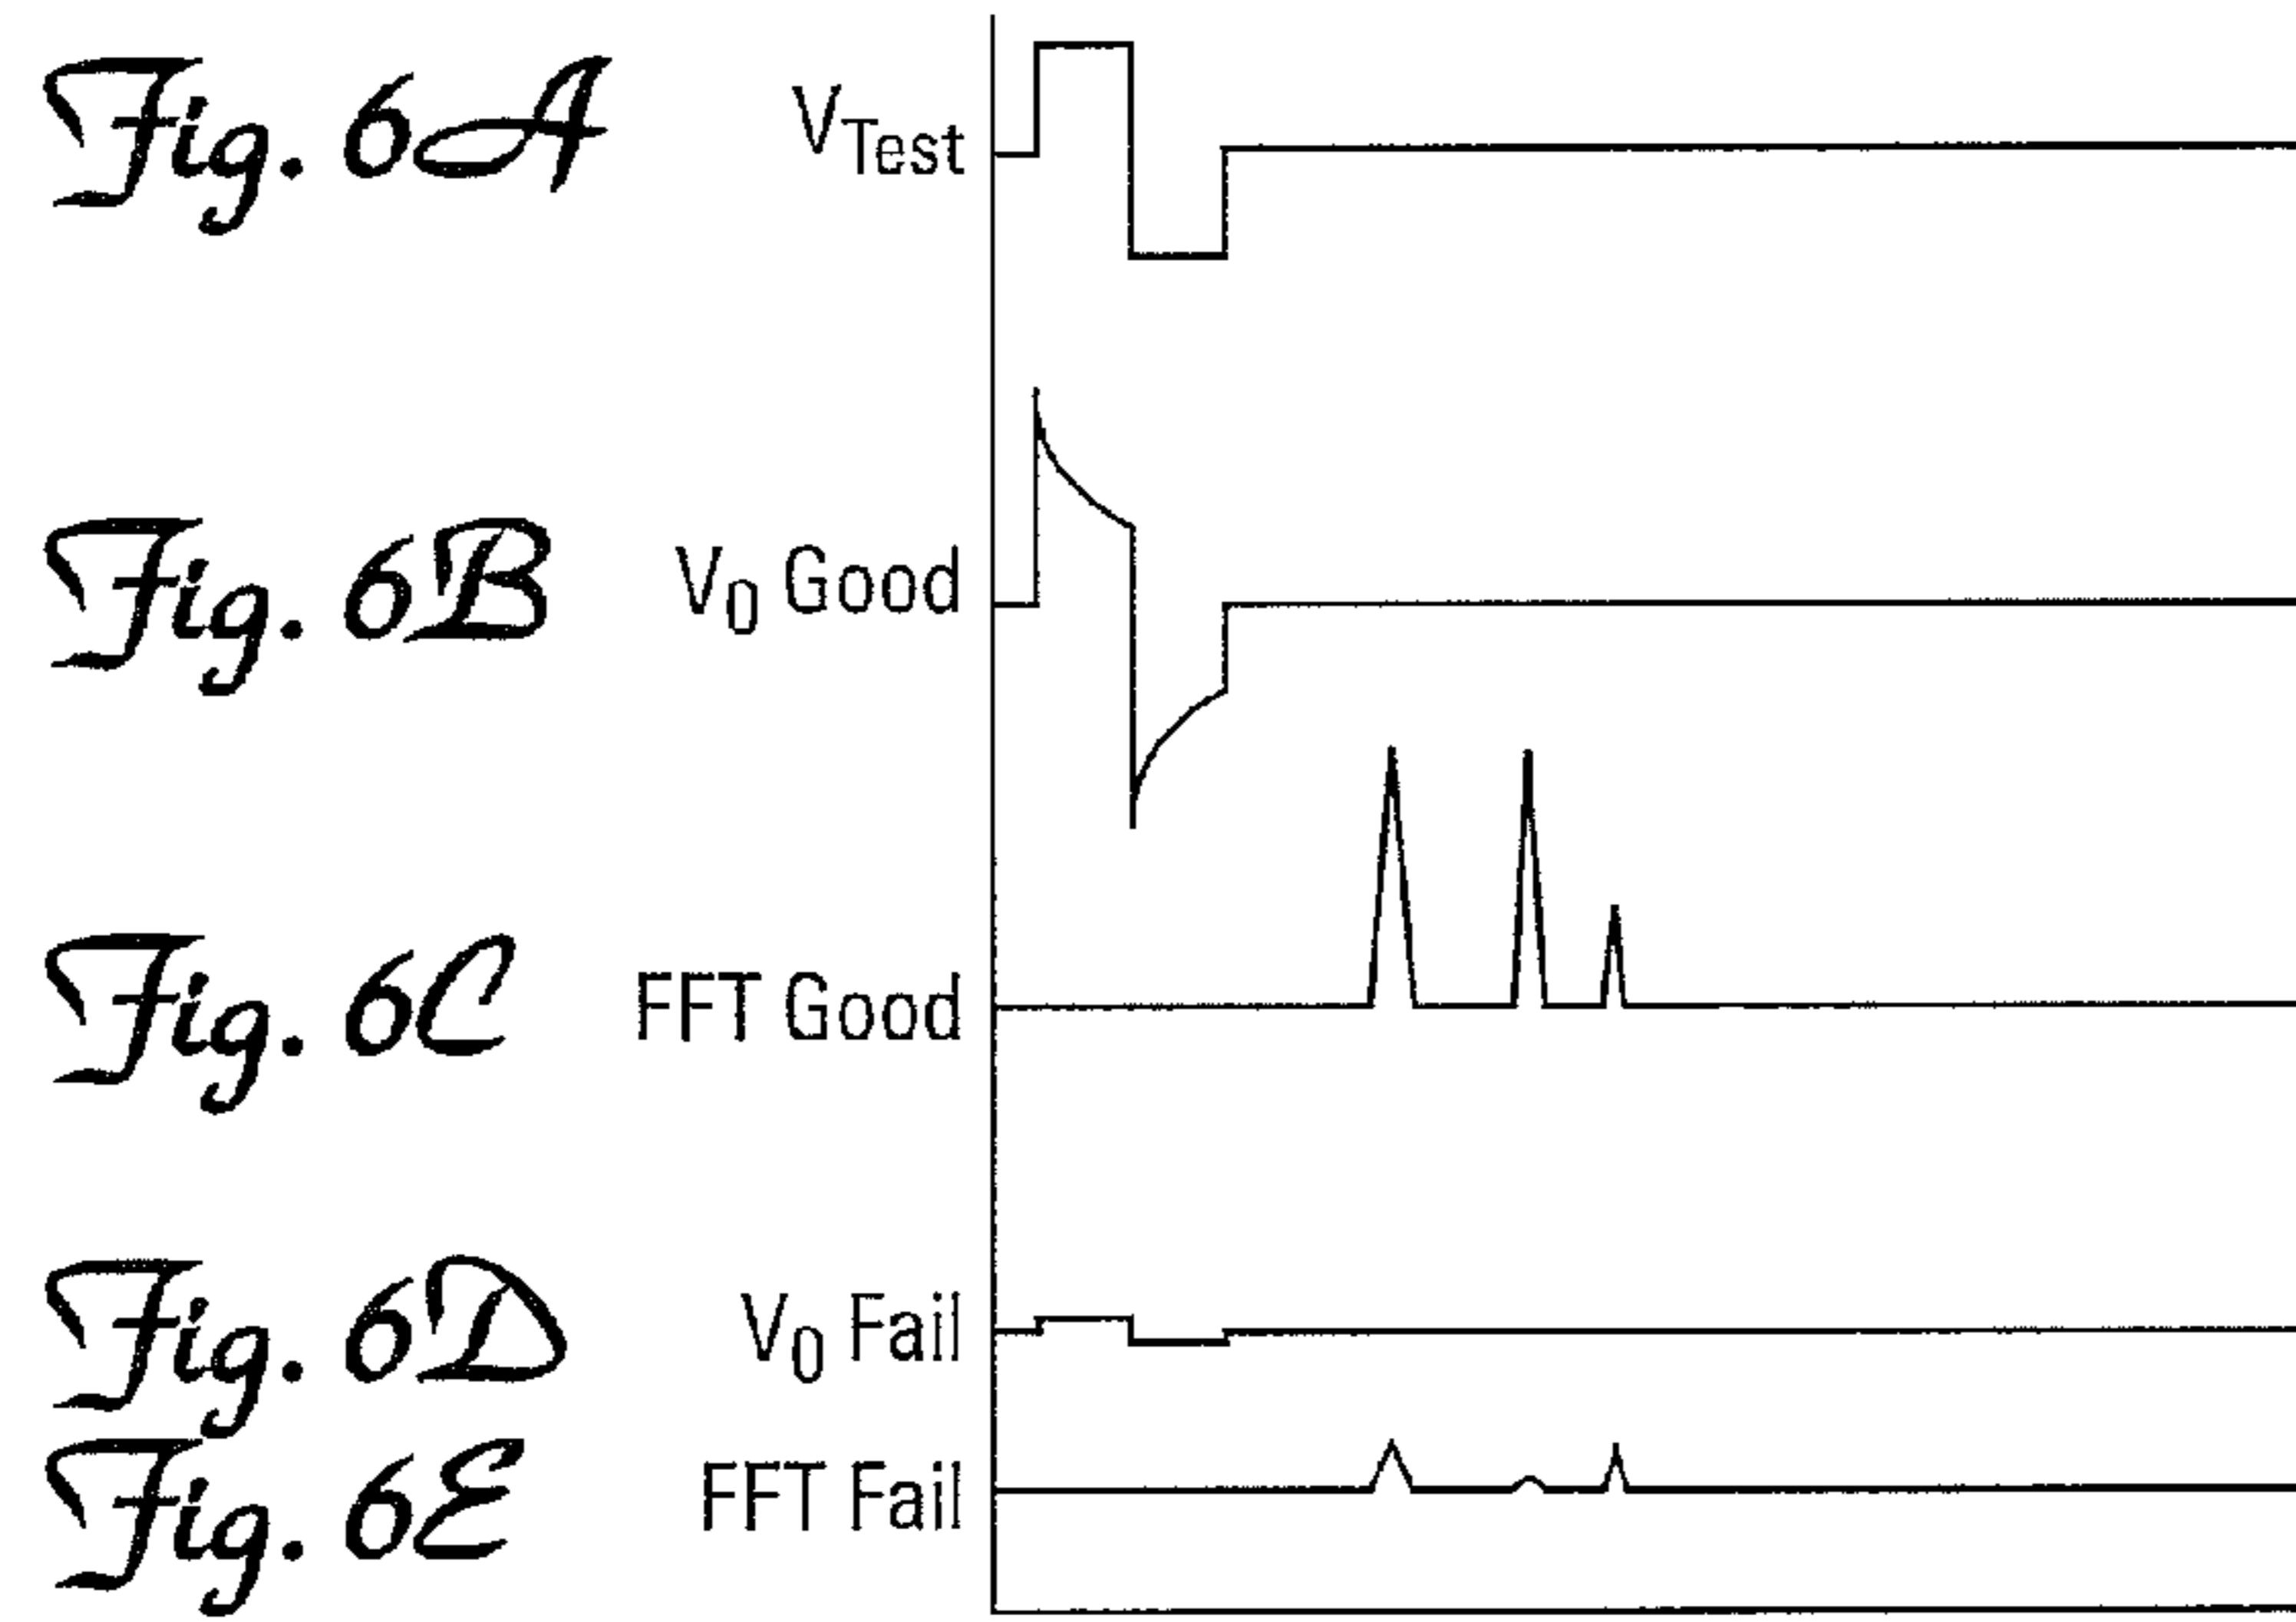 Fig. 6A VTest
Fig. 6B V0 Good
Fig. 6C FFT Good
Fig. 6D V0 Fail
Fig. 6E FFT Fail